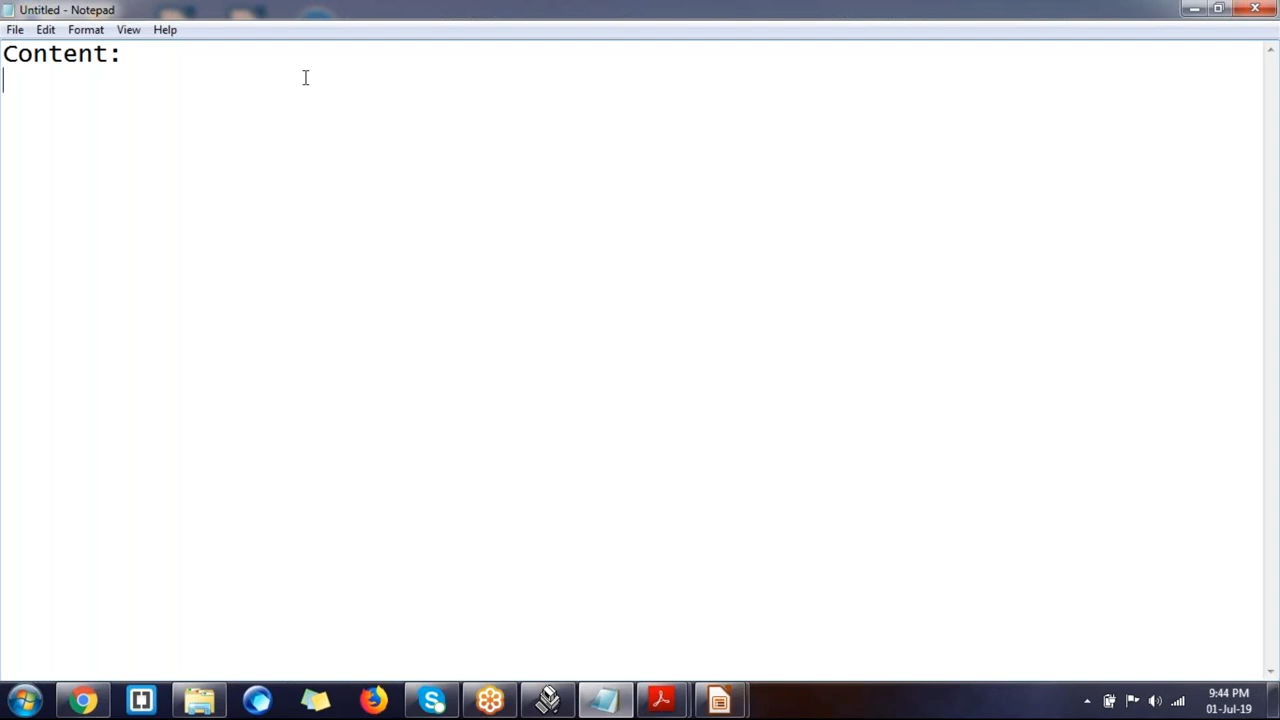 Untitled - Notepad
File Edit Format View Help
Content:
9:44 PM
01-Jul-19